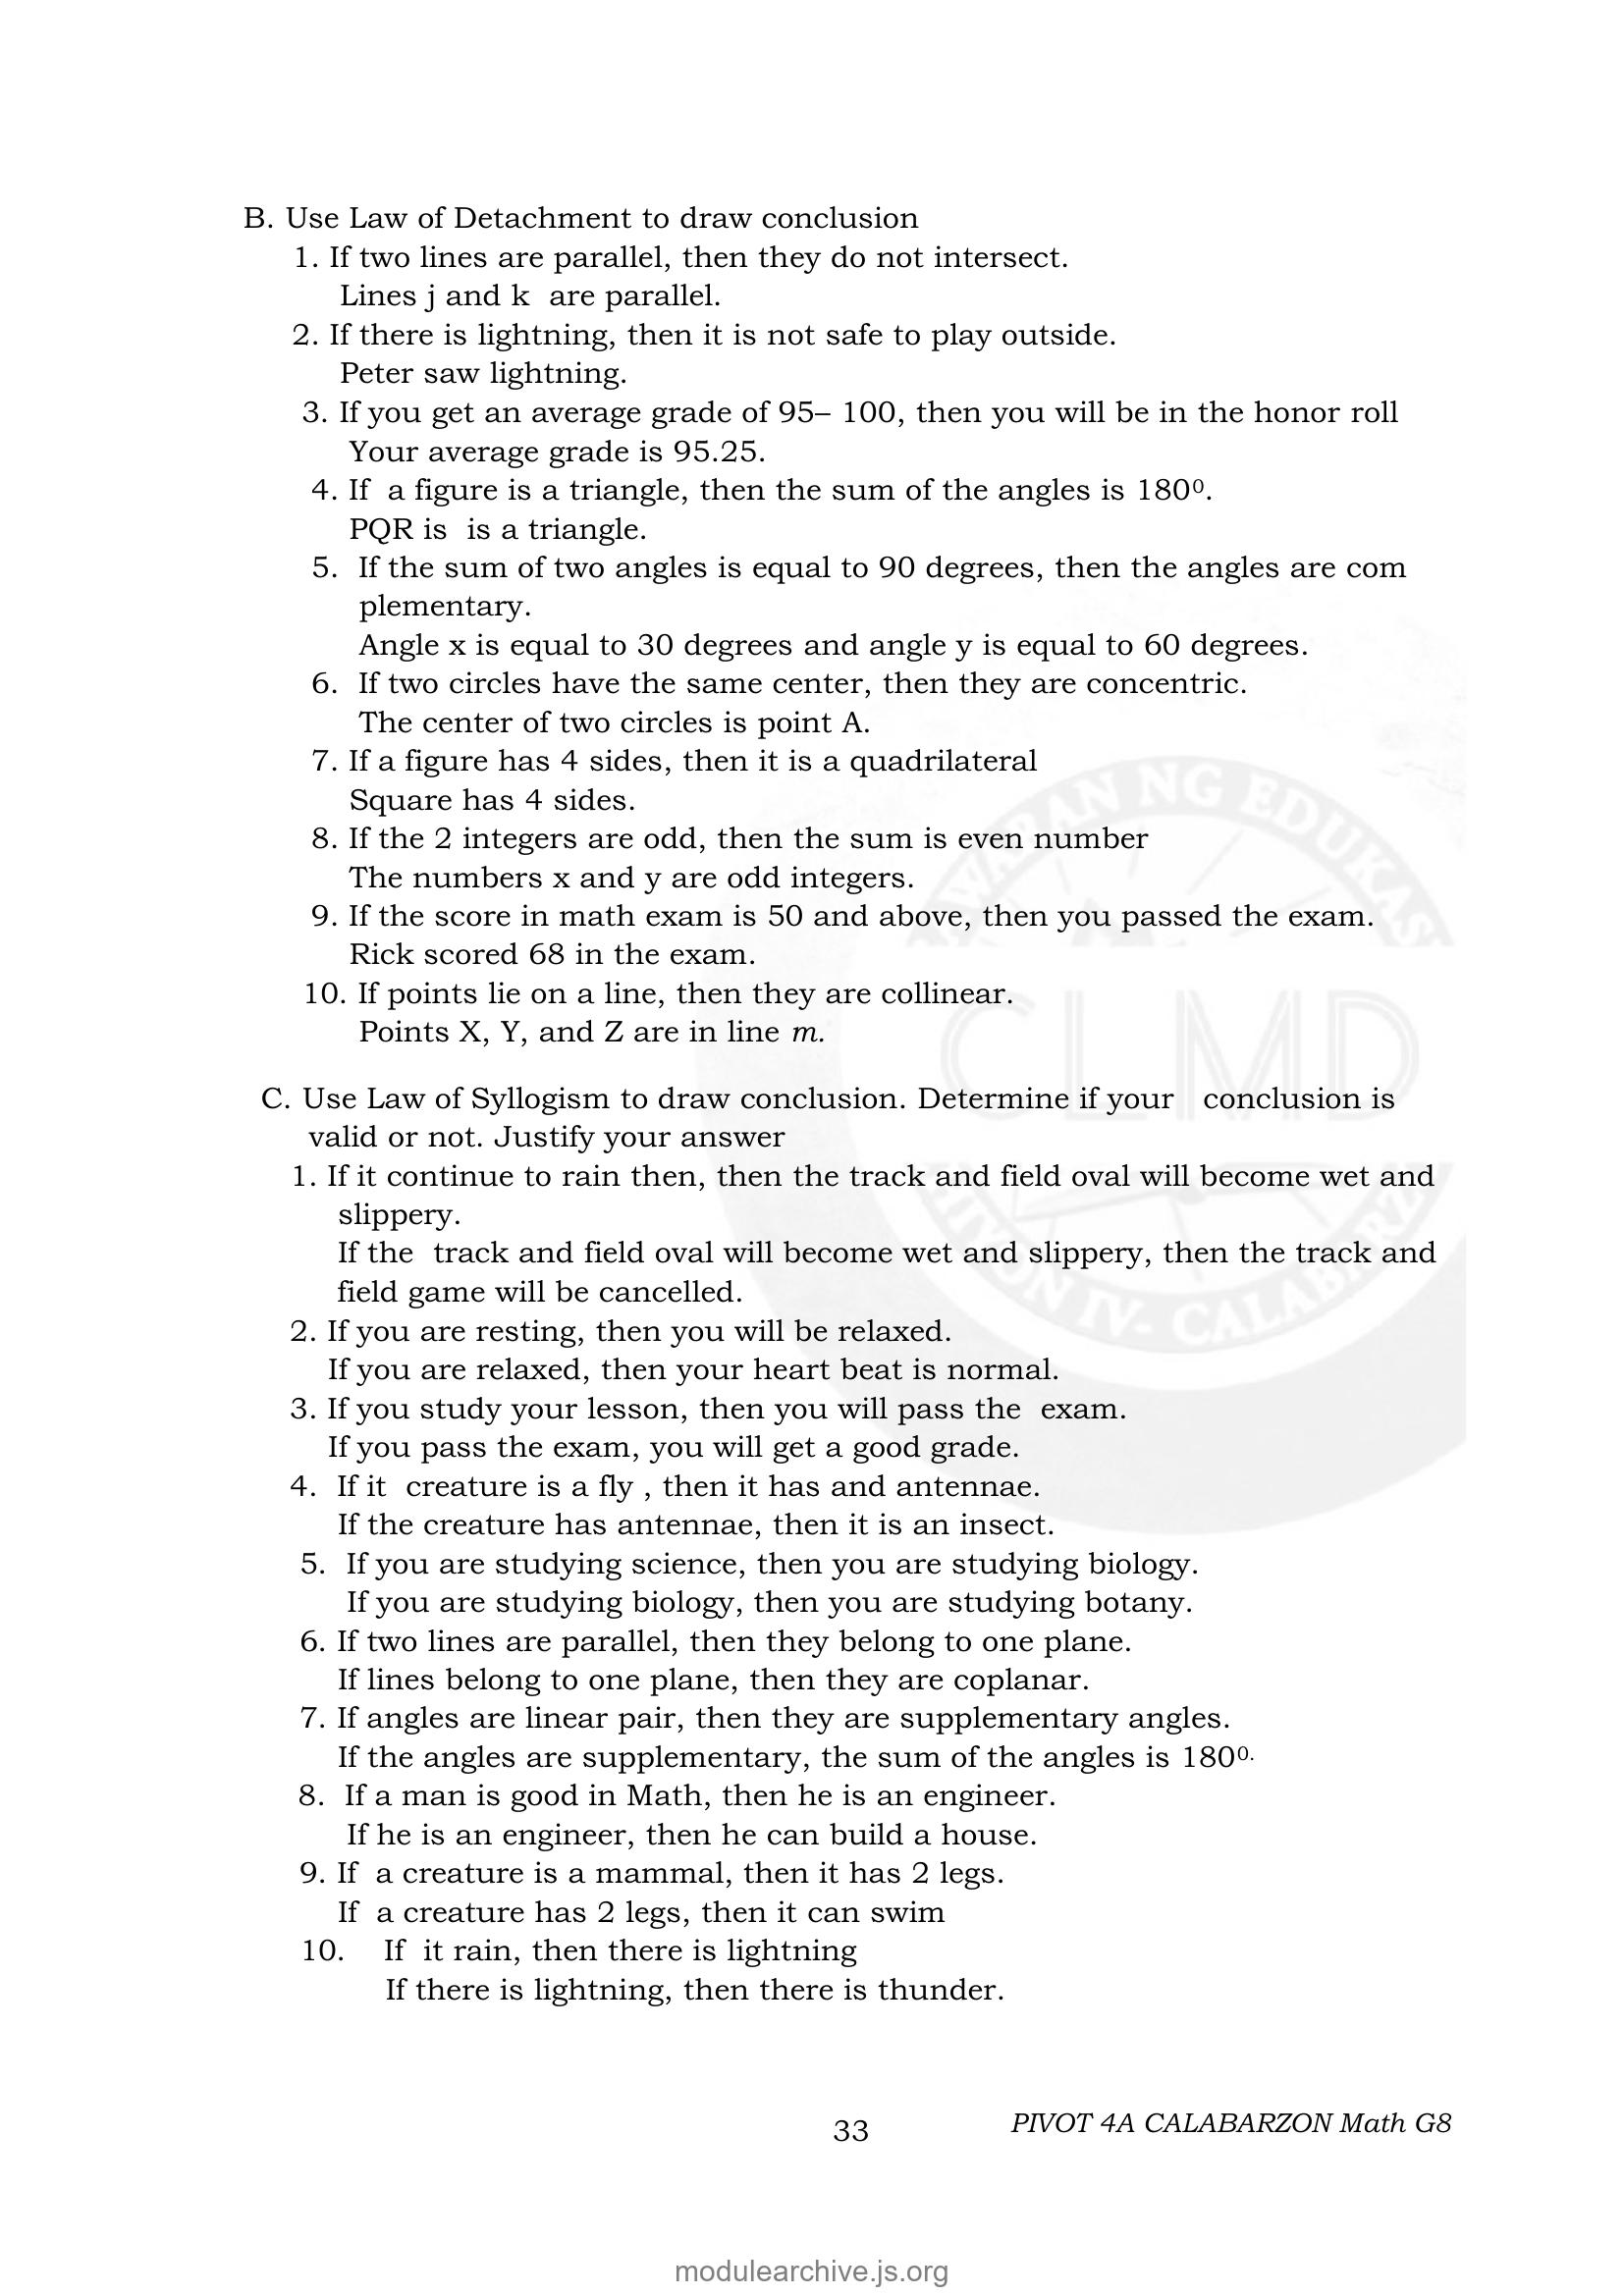 B. Use Law of Detachment to draw conclusion
1. If two lines are parallel, then they do not intersect.
Lines j and k are parallel.
2. If there is lightning, then it is not safe to play outside.
Peter saw lightning.
3. If you get an average grade of 95– 100, then you will be in the honor roll
Your average grade is 95.25.
4. If a figure is a triangle, then the sum of the angles is 180⁰.
PQR is is a triangle.
5. If the sum of two angles is equal to 90 degrees, then the angles are com
plementary.
Angle x is equal to 30 degrees and angle y is equal to 60 degrees.
6. If two circles have the same center, then they are concentric.
The center of two circles is point A.
7. If a figure has 4 sides, then it is a quadrilateral
Square has 4 sides.
8. If the 2 integers are odd, then the sum is even number
The numbers x and y are odd integers.
9. If the score in math exam is 50 and above, then you passed the exam.
Rick scored 68 in the exam.
10. If points lie on a line, then they are collinear.
Points X, Y, and Z are in line m.
C. Use Law of Syllogism to draw conclusion. Determine if your conclusion is
valid or not. Justify your answer
1. If it continue to rain then, then the track and field oval will become wet and
slippery.
If the track and field oval will become wet and slippery, then the track and
field game will be cancelled.
2. If you are resting, then you will be relaxed.
If you are relaxed, then your heart beat is normal.
3. If you study your lesson, then you will pass the exam.
If you pass the exam, you will get a good grade.
4. If it creature is a fly , then it has and antennae.
If the creature has antennae, then it is an insect.
5. If you are studying science, then you are studying biology.
If you are studying biology, then you are studying botany.
6. If two lines are parallel, then they belong to one plane.
If lines belong to one plane, then they are coplanar.
7. If angles are linear pair, then they are supplementary angles.
If the angles are supplementary, the sum of the angles is 180⁰.
8. If a man is good in Math, then he is an engineer.
If he is an engineer, then he can build a house.
9. If a creature is a mammal, then it has 2 legs.
If a creature has 2 legs, then it can swim
10. If it rain, then there is lightning
If there is lightning, then there is thunder.
33
PIVOT 4A CALABARZON Math G8
modulearchive.js.org
NG EDUKAS
CLMD
IV- CALABARZ